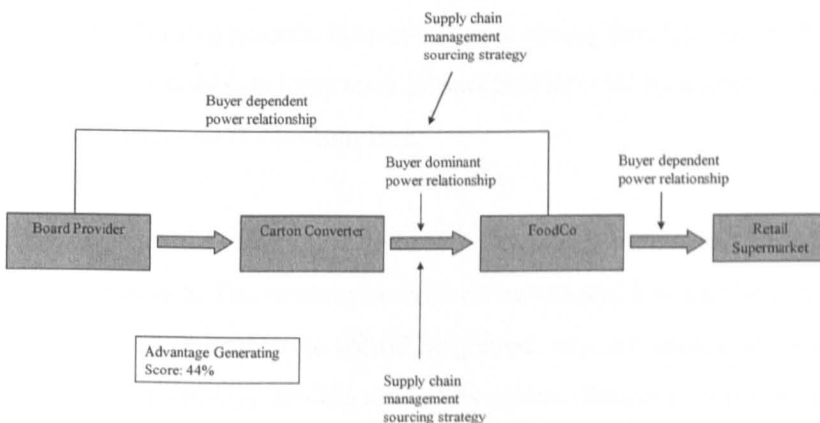 Supply chain
management
sourcing strategy
Buyer dependent
power relationship
Buyer dominant
power relationship
Buyer dependent
power relationship
Board Provider
Carton Converter
FoodCo
Retail
Supermarket
Advantage Generating
Score: 44%
Supply chain
management
sourcing strategy